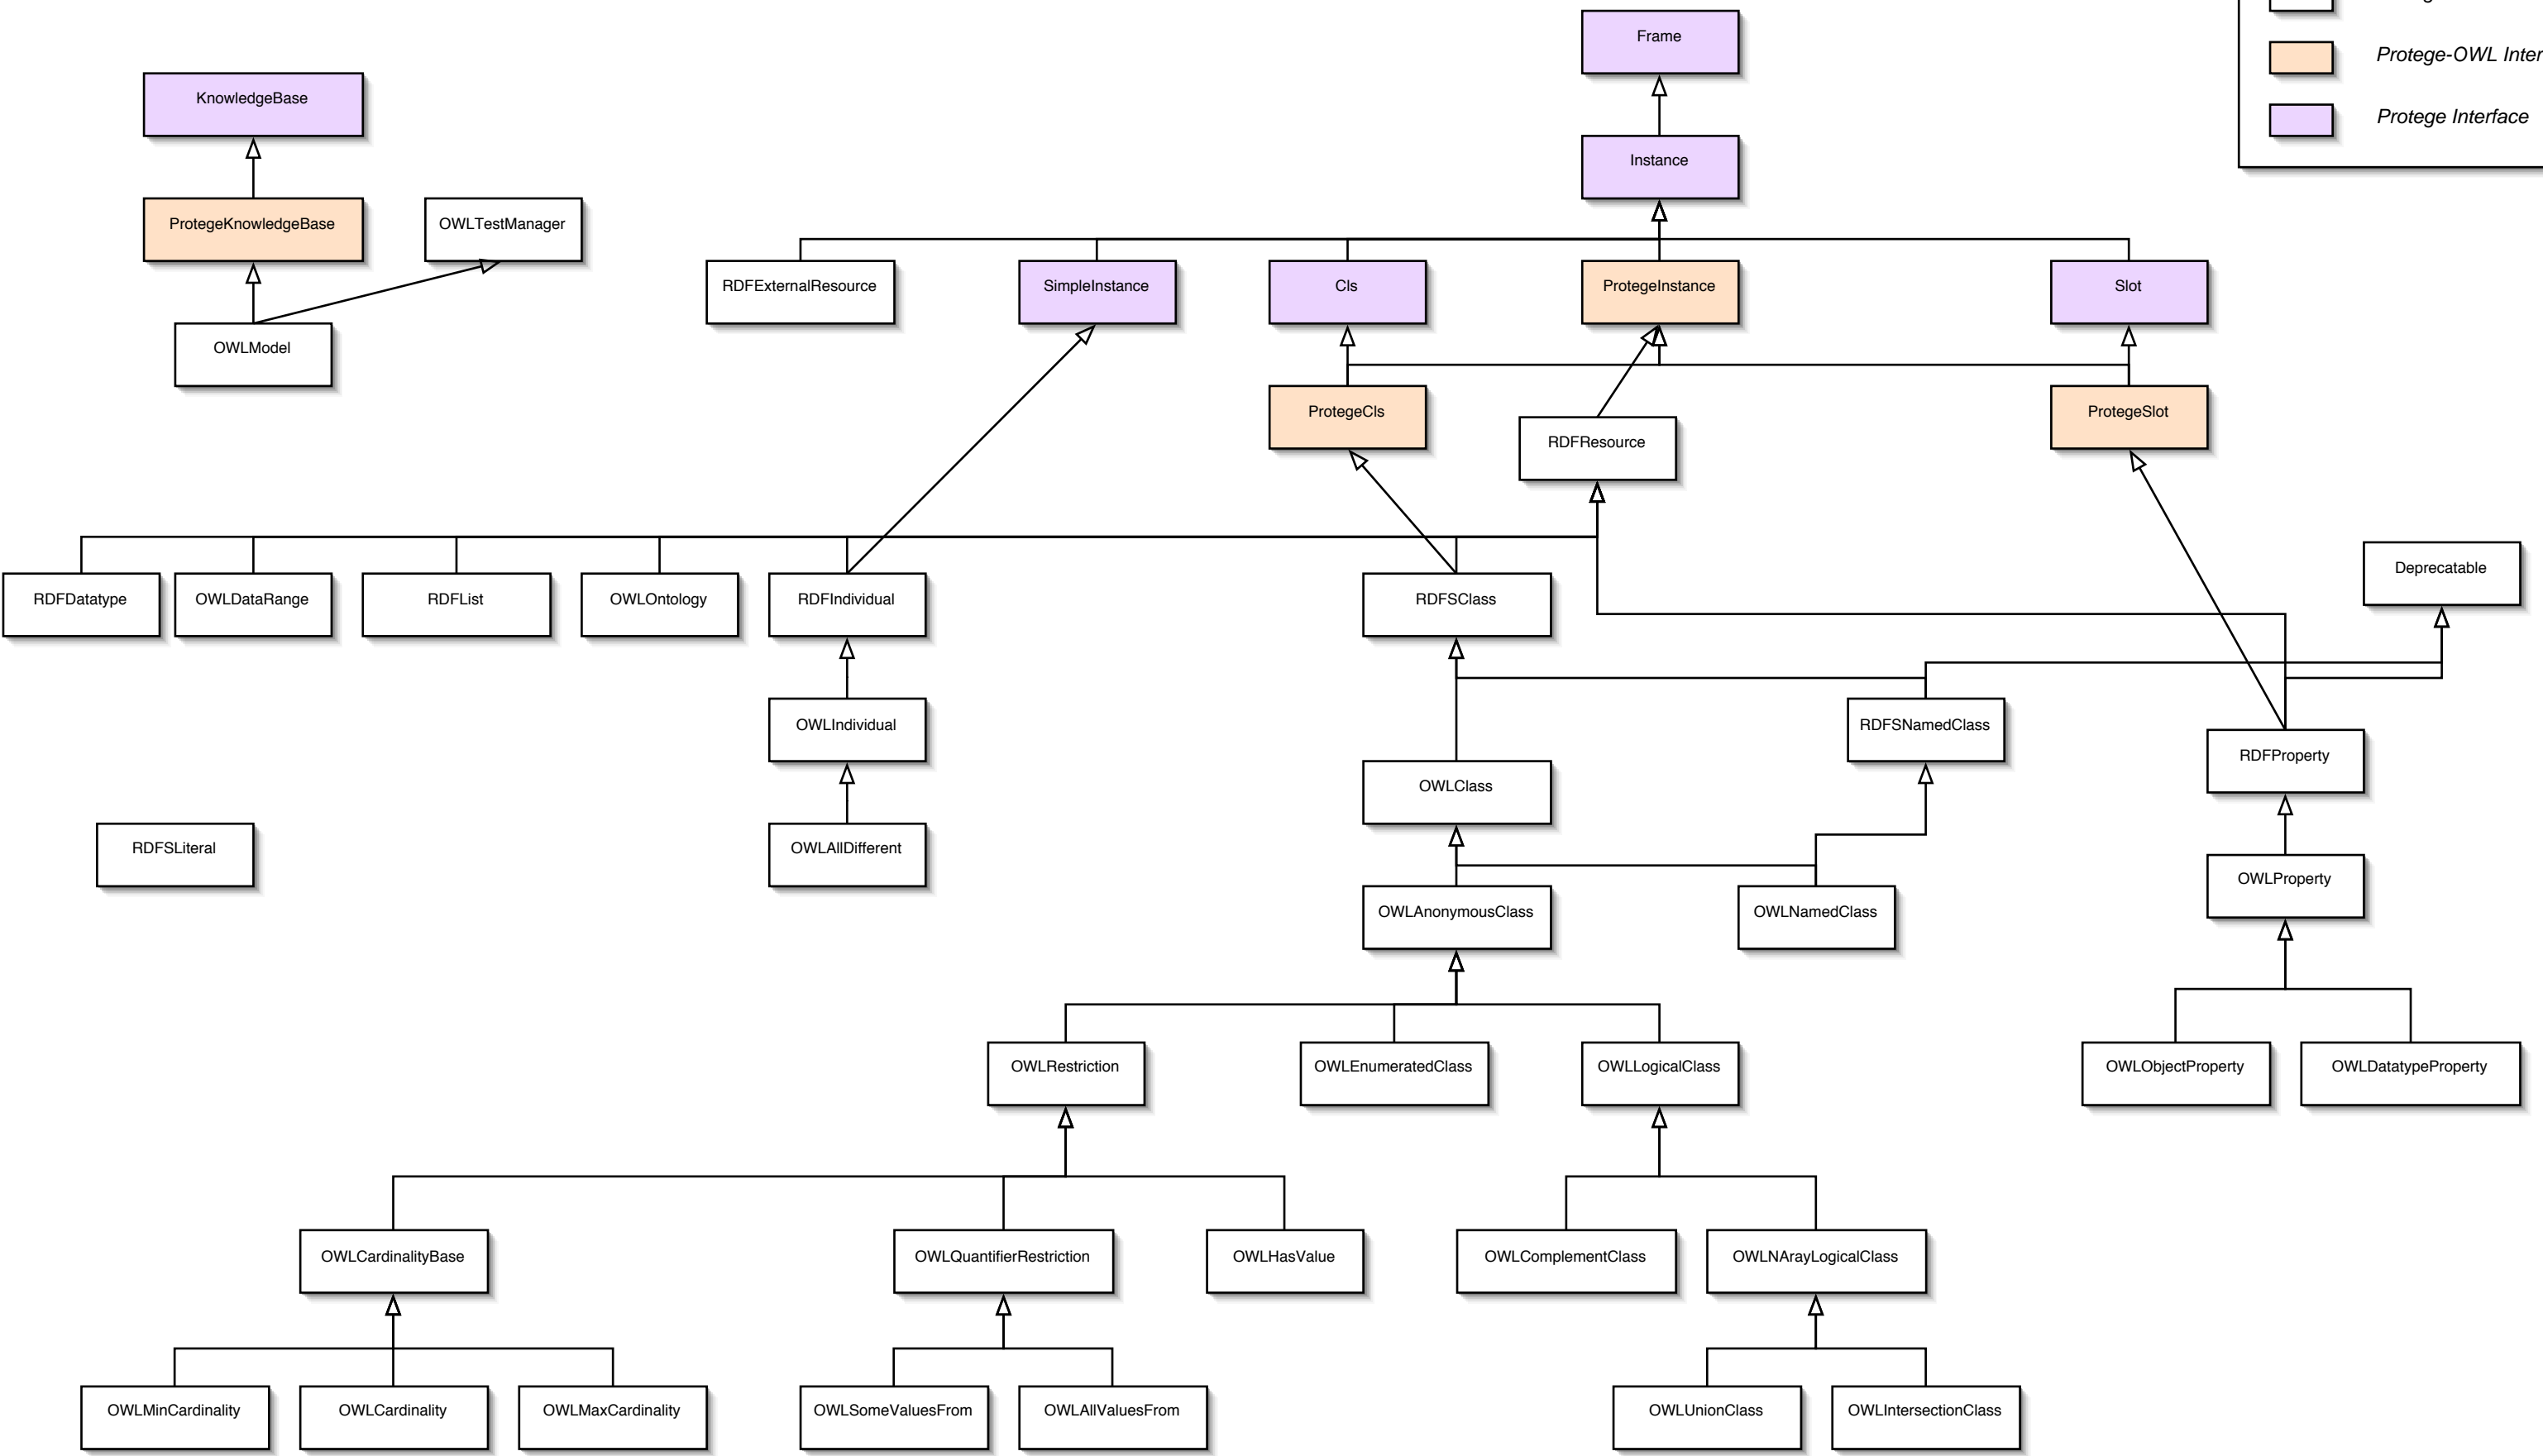 Frame
Protege-OWL Inter
KnowledgeBase
Protege Interface
Instance
ProtegeKnowledgeBase
OWLTestManager
RDFExternalResource
SimpleInstance
Cls
ProtegeInstance
Slot
OWLModel
ProtegeCls
ProtegeSlot
RDFResource
Deprecatable
RDFDatatype
OWLDataRange
RDFList
OWLOntology
RDFIndividual
RDFSClass
OWLIndividual
RDFSNamedClass
RDFProperty
OWLClass
RDFSLiteral
OWLAllDifferent
OWLProperty
OWLAnonymousClass
OWLNamedClass
OWLRestriction
OWLEnumeratedClass
OWLLogicalClass
OWLObjectProperty
OWLDatatypeProperty
OWLCardinalityBase
OWLQuantifierRestriction
OWLHasValue
OWLComplementClass
OWLNArayLogicalClass
OWLMinCardinality
OWLCardinality
OWLMaxCardinality
OWLSomeValuesFrom
OWLAllValuesFrom
OWLUnionClass
OWLIntersectionClass